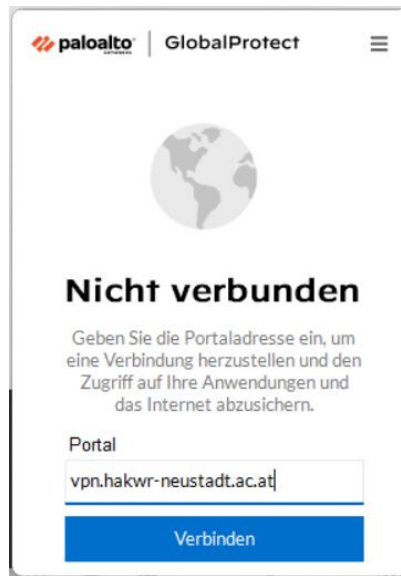 paloalto
NETWORKS
GlobalProtect
Nicht verbunden
Geben Sie die Portaladresse ein, um
eine Verbindung herzustellen und den
Zugriff auf Ihre Anwendungen und
das Internet abzusichern.
Portal
vpn.hakwr-neustadt.ac.at
Verbinden